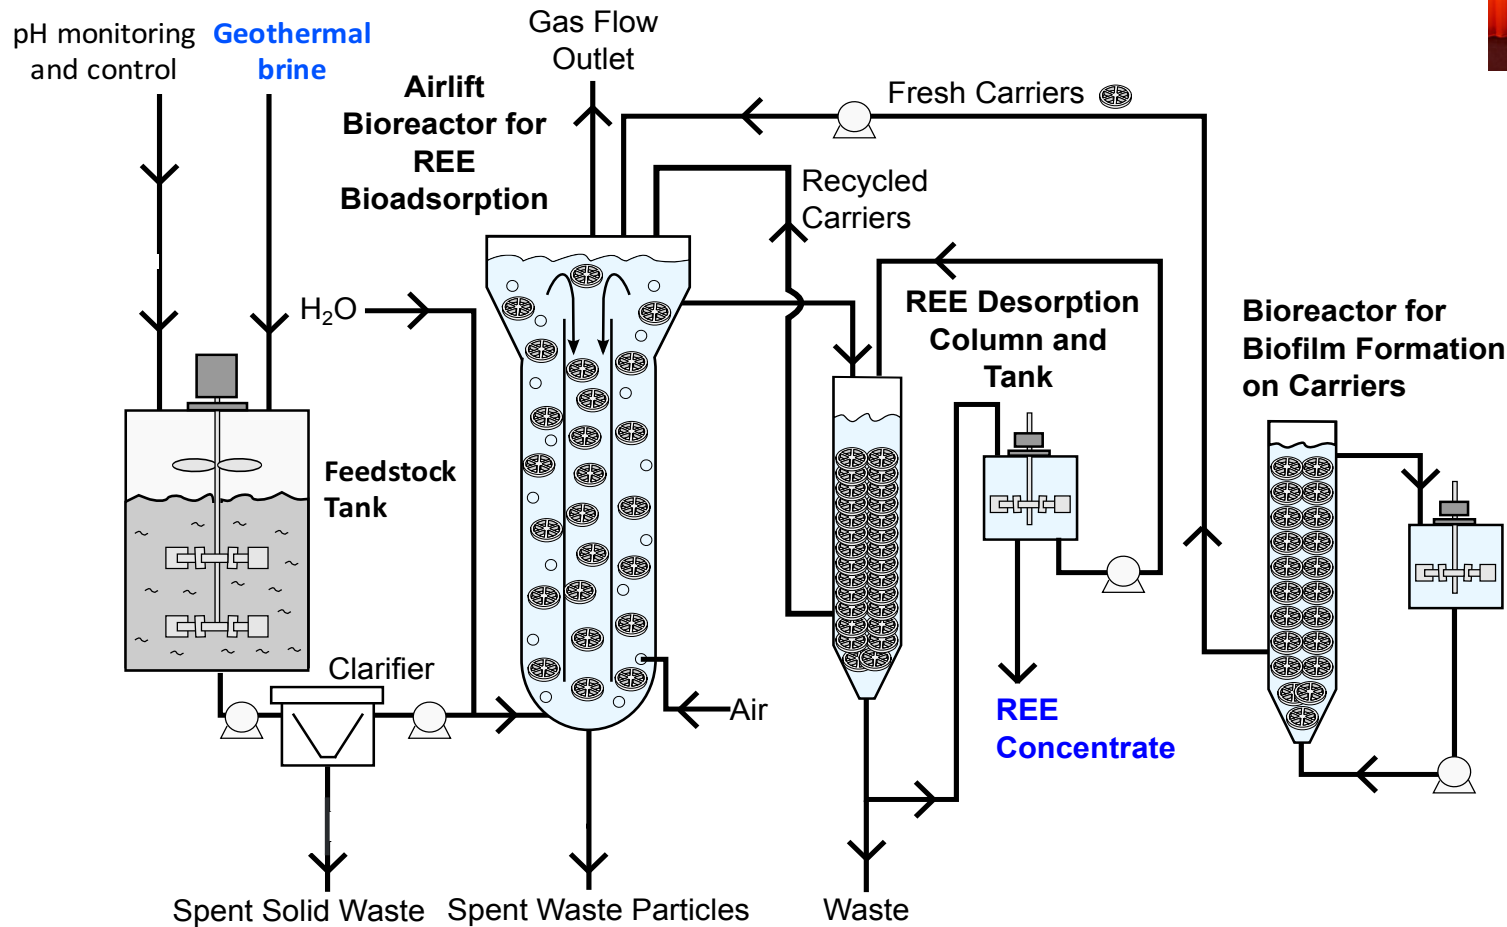 pH monitoring
and control
Geothermal
brine
Gas Flow
Outlet
Airlift
Bioreactor for
REE
Bioadsorption
Fresh Carriers
Recycled
Carriers
H₂O
REE Desorption
Column and
Tank
Bioreactor for
Biofilm Formation
on Carriers
Feedstock
Tank
Clarifier
Air
REE
Concentrate
Spent Solid Waste
Spent Waste Particles
Waste